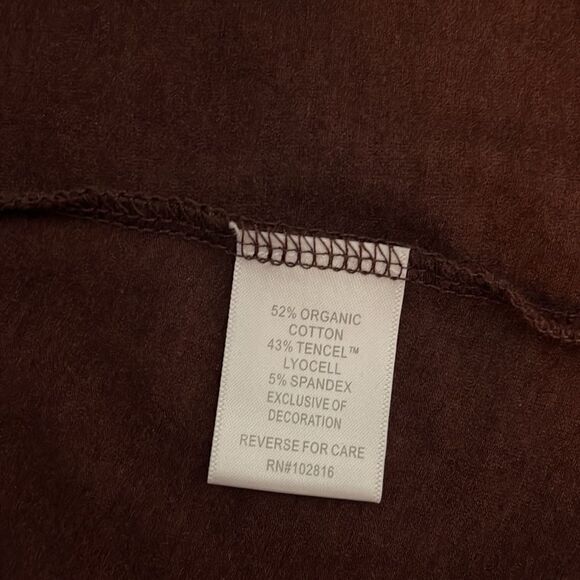 52% ORGANIC
COTTON
43% TENCEL™
LYOCELL
5% SPANDEX
EXCLUSIVE OF
DECORATION
REVERSE FOR CARE
RN#102816